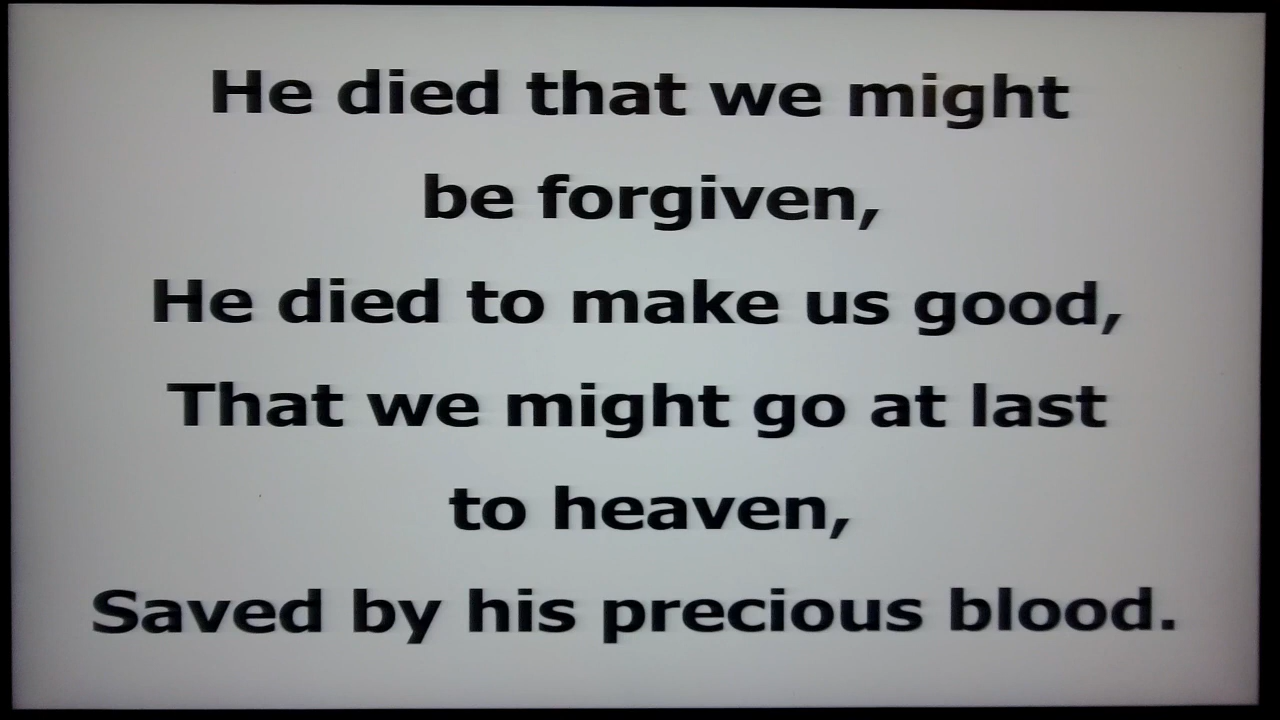 He died that we might
be forgiven,
He died to make us good,
That we might go at last
to heaven,
Saved by his precious blood.